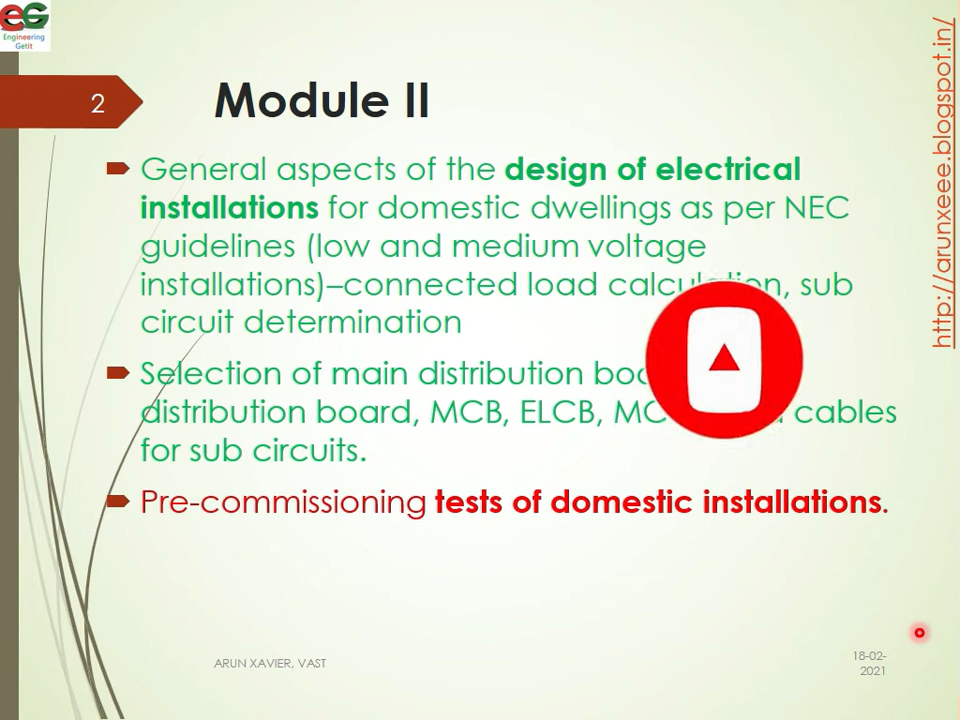 EG
Engineering
Getit
2
Module II
http://arunxeee.blogspot.in/
General aspects of the design of electrical
installations for domestic dwellings as per NEC
guidelines (low and medium voltage
installations)–connected load calculation, sub
circuit determination
Selection of main distribution
distribution board, MCB, ELCB, cables
for sub circuits.
Pre-commissioning tests of domestic installations.
ARUN XAVIER, VAST
18-02-
2021